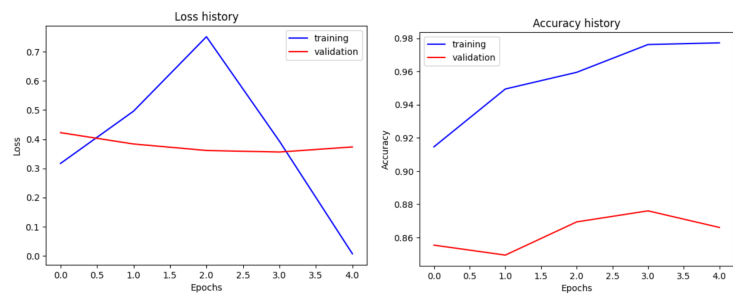 Loss history
training
validation
0.7
0.6
0.5
0.4
0.3
0.2
0.1
0.0
Loss
0.0 0.5 1.0 1.5 2.0 2.5 3.0 3.5 4.0
Epochs
Accuracy history
training
validation
0.98
0.96
0.94
0.92
0.90
0.88
0.86
Accuracy
0.0 0.5 1.0 1.5 2.0 2.5 3.0 3.5 4.0
Epochs